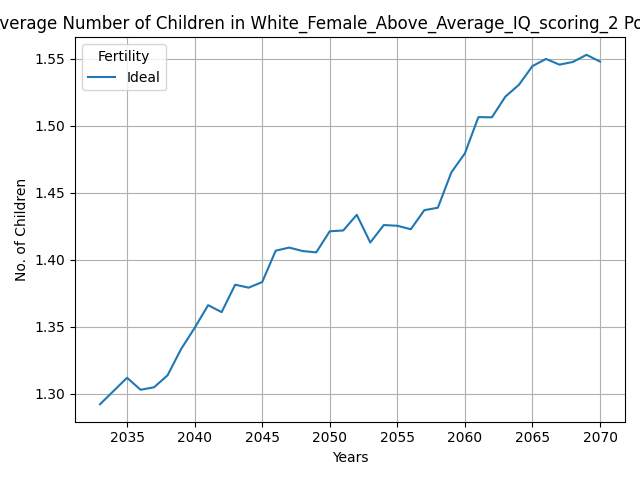 verage Number of Children in White_Female_Above_Average_IQ_scoring_2 Po
Fertility
Ideal
No. of Children
1.55
1.50
1.45
1.40
1.35
1.30
2035 2040 2045 2050 2055 2060 2065 2070
Years